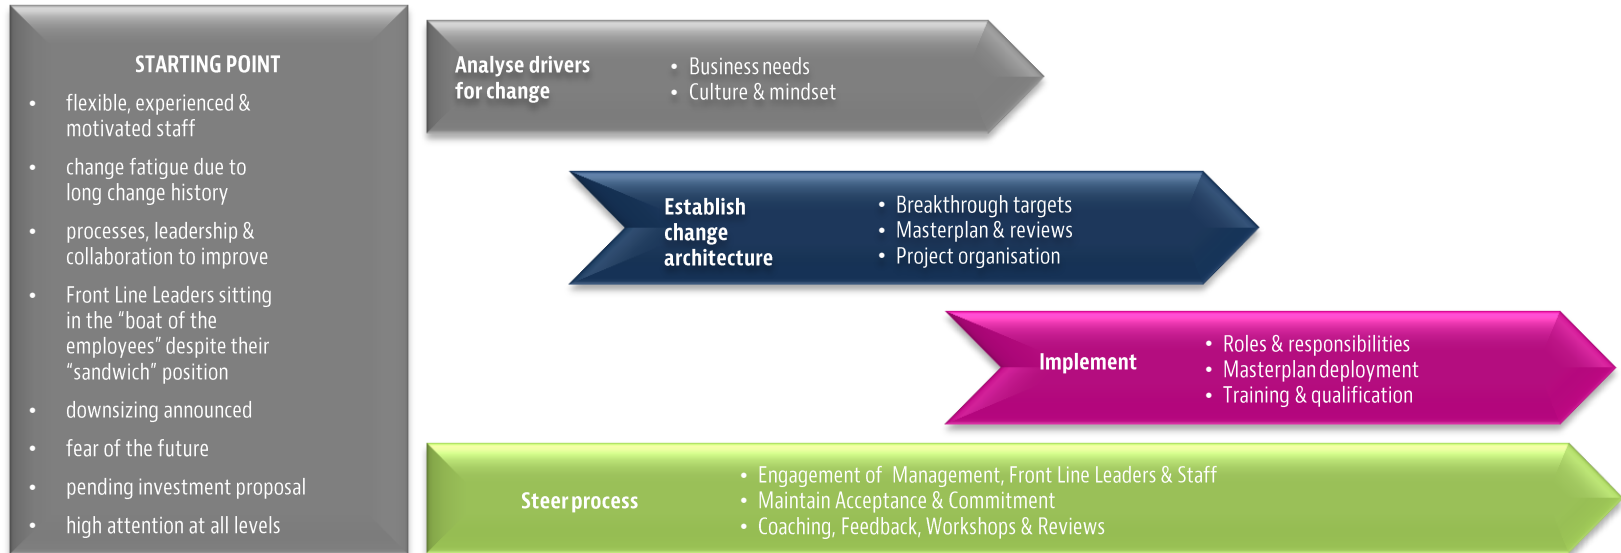 STARTING POINT
• flexible, experienced &
motivated staff
• change fatigue due to
long change history
• processes, leadership &
collaboration to improve
• Front Line Leaders sitting
in the “boat of the
employees” despite their
“sandwich” position
• downsizing announced
• fear of the future
• pending investment proposal
• high attention at all levels
Analyse drivers
for change
• Business needs
• Culture & mindset
Establish
change
architecture
• Breakthrough targets
• Masterplan & reviews
• Project organisation
Implement
• Roles & responsibilities
• Masterplan deployment
• Training & qualification
Steer process
• Engagement of Management, Front Line Leaders & Staff
• Maintain Acceptance & Commitment
• Coaching, Feedback, Workshops & Reviews